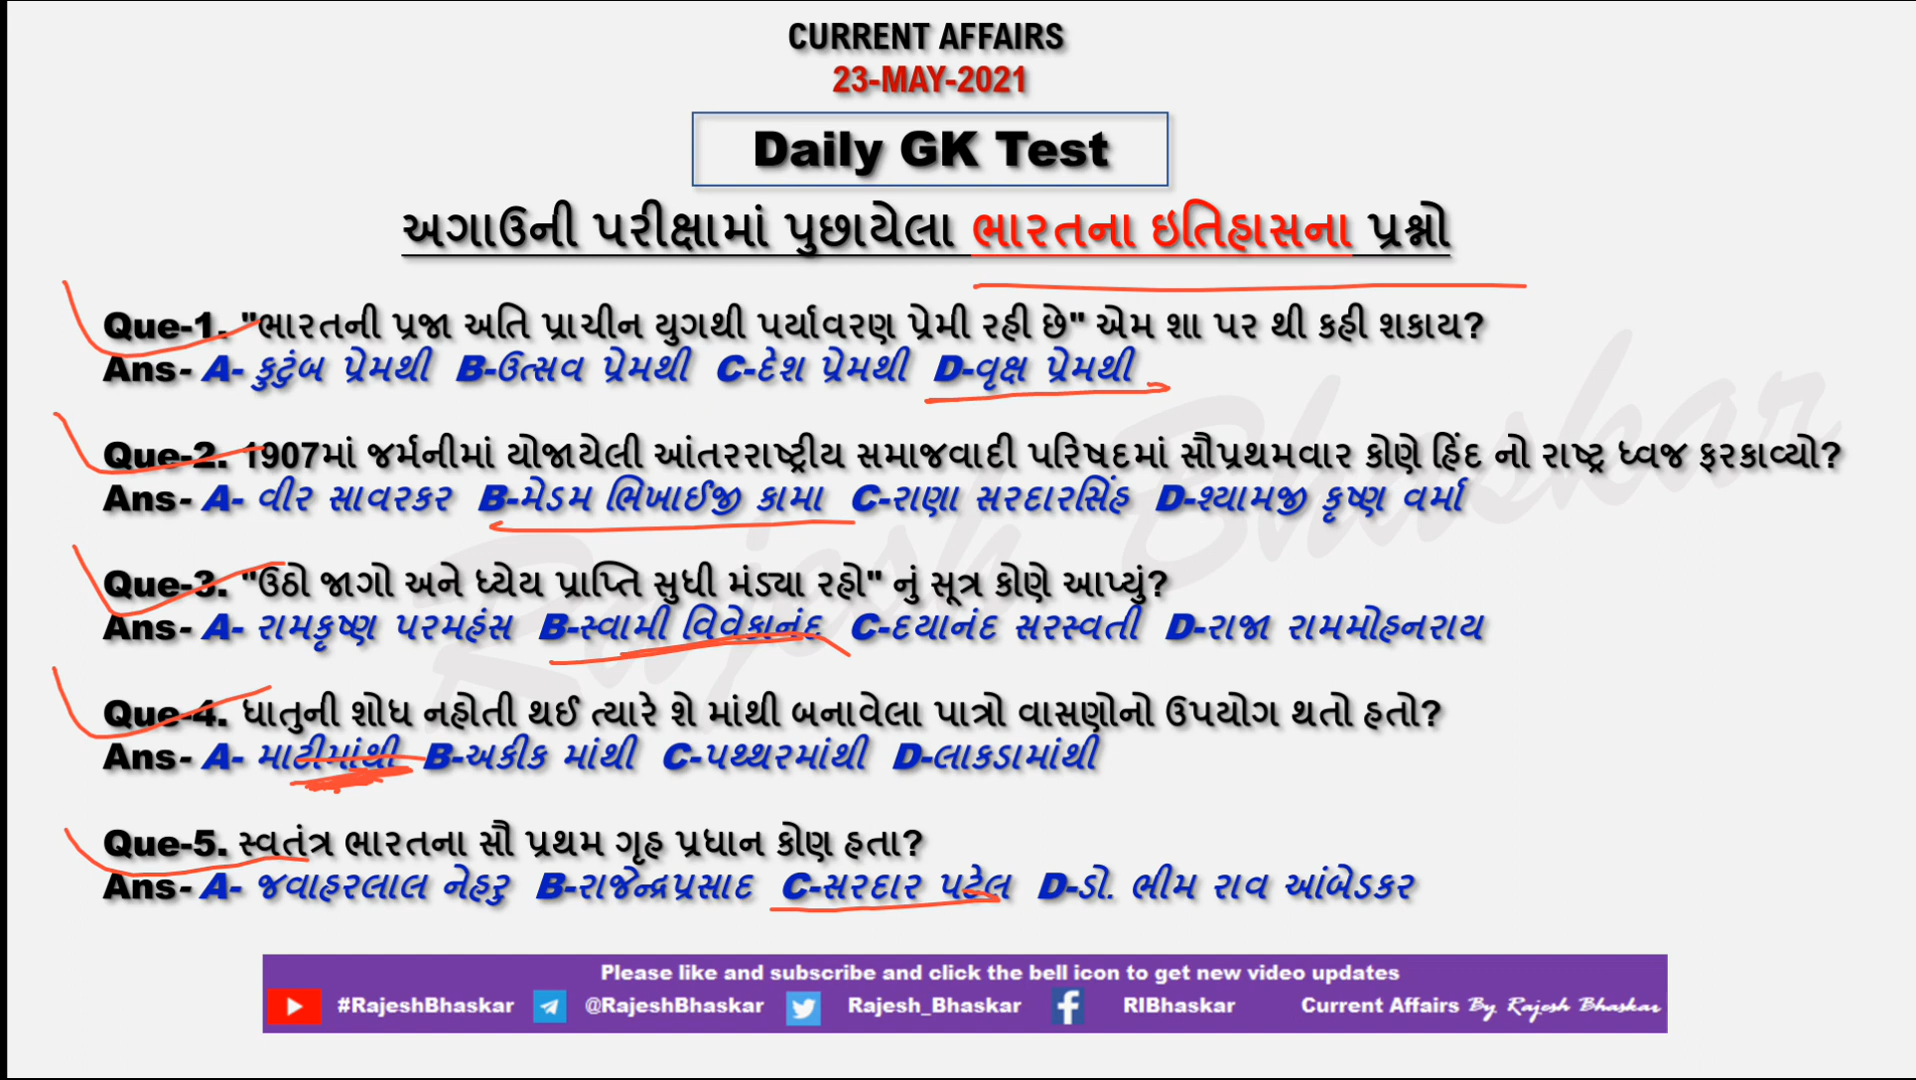 CURRENT AFFAIRS
23-MAY-2021
Daily GK Test
અગાઉની પરીક્ષામાં પુછાયેલા ભારતના ઇતિહાસના પ્રશ્નો
Que-1. "ભારતની પ્રજા અતિ પ્રાચીન યુગથી પર્યાવરણ પ્રેમી રહી છે" એમ શા પર થી કહી શકાય?
Ans- A- કુટુંબ પ્રેમથી B-ઉત્સવ પ્રેમથી C-દેશ પ્રેમથી D-વૃક્ષ પ્રેમથી
Que-2. 1907માં જર્મનીમાં યોજાયેલી આંતરરાષ્ટ્રીય સમાજવાદી પરિષદમાં સૌપ્રથમવાર કોણે હિંદ નો રાષ્ટ્ર ધ્વજ ફરકાવ્યો?
Ans- A- વીર સાવરકર B-મેડમ ભિખાઈજી કામા C-રાણા સરદારસિંહ D-શ્યામજી કૃષ્ણ વર્મા
Que-3. "ઉઠો જાગો અને ધ્યેય પ્રાપ્તિ સુધી મંડ્યા રહો" નું સૂત્ર કોણે આપ્યું?
Ans- A- રામકૃષ્ણ પરમહંસ B-સ્વામી વિવેકાનંદ C-દયાનંદ સરસ્વતી D-રાજા રામમોહનરાય
Que-4. ધાતુની શોધ નહોતી થઈ ત્યારે શે માંથી બનાવેલા પાત્રો વાસણોનો ઉપયોગ થતો હતો?
Ans- A- માટીમાંથી B-અકીક માંથી C-પથ્થરમાંથી D-લાકડામાંથી
Que-5. સ્વતંત્ર ભારતના સૌ પ્રથમ ગૃહ પ્રધાન કોણ હતા?
Ans- A- જવાહરલાલ નેહરુ B-રાજેન્દ્રપ્રસાદ C-સરદાર પટેલ D-ડો. ભીમ રાવ આંબેડકર
Rajesh Bhaskar
Please like and subscribe and click the bell icon to get new video updates
#RajeshBhaskar @RajeshBhaskar Rajesh_Bhaskar RIBhaskar Current Affairs By Rajesh Bhaskar